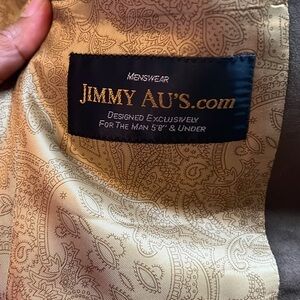 MENSWEAR
JIMMY AU'S.COM
DESIGNED EXCLUSIVELY
FOR THE MAN 5'8" & UNDER